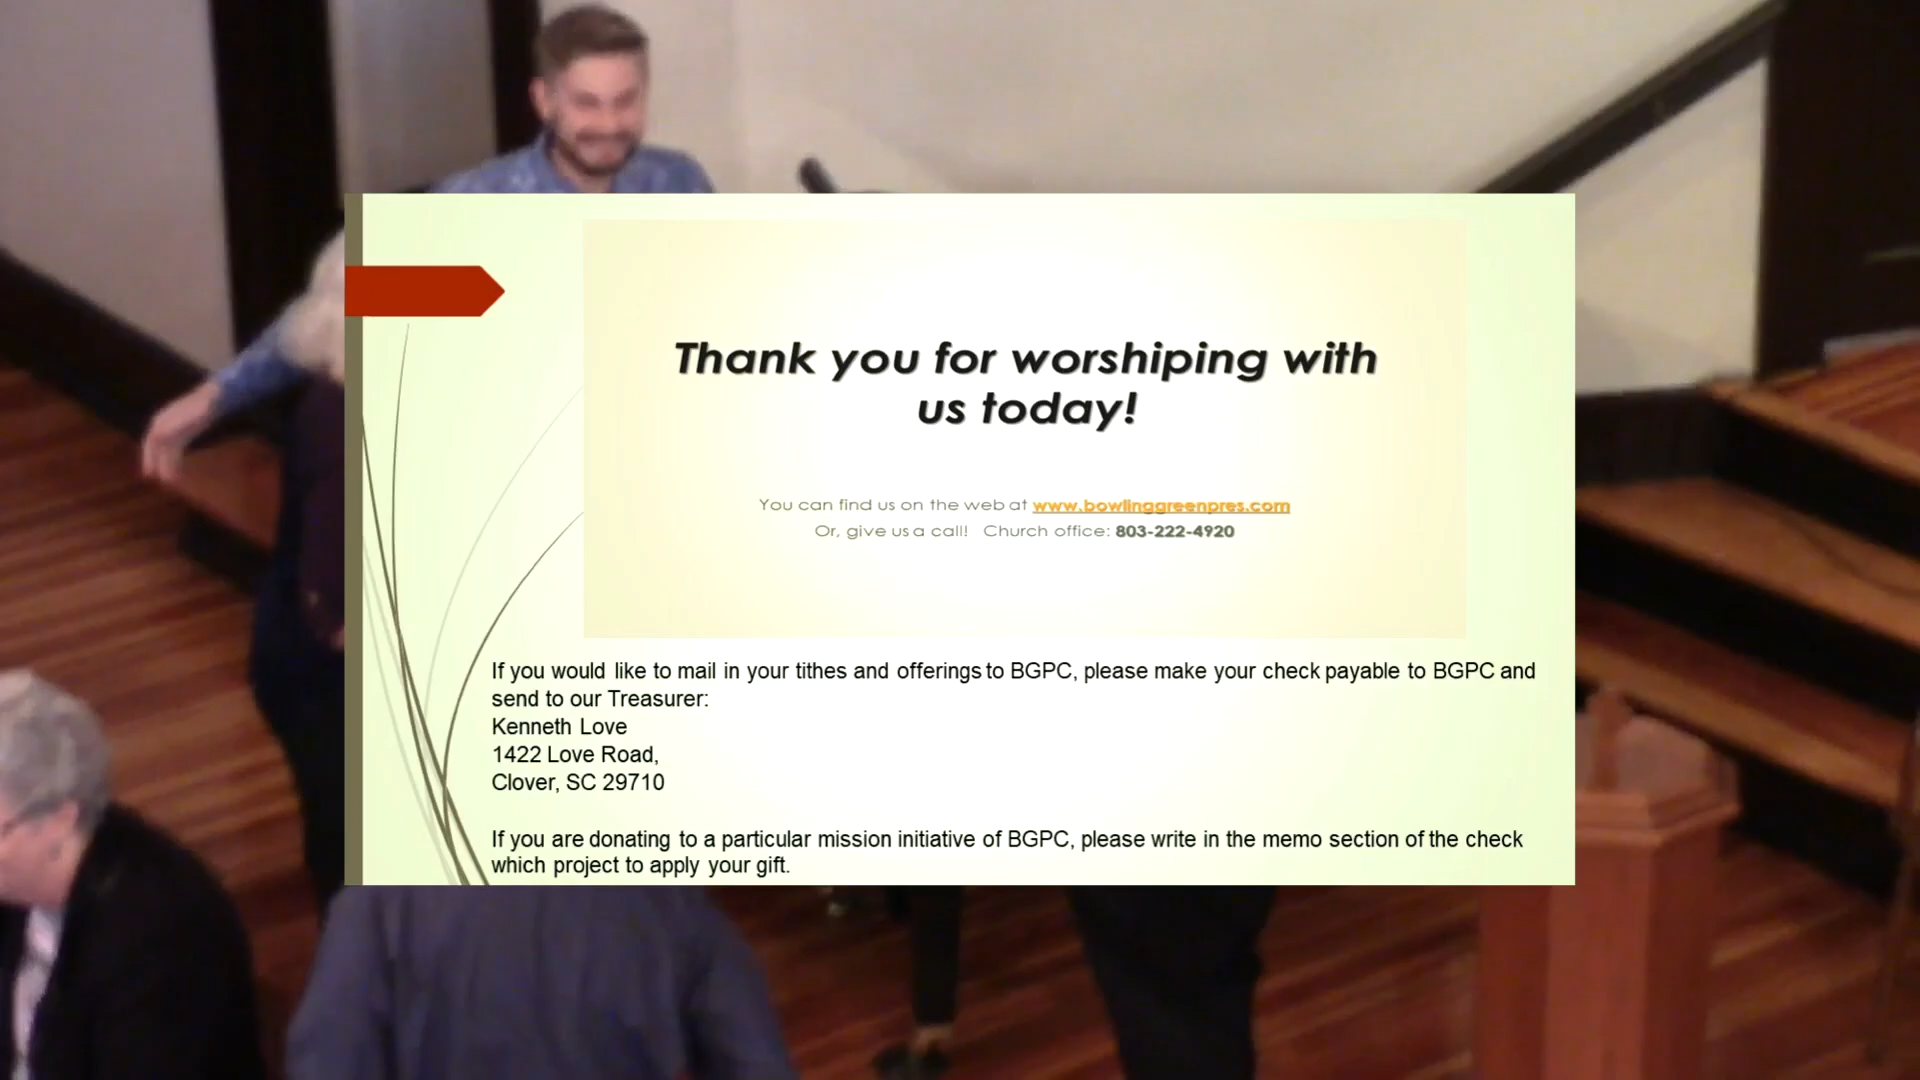 Thank you for worshiping with
us today!
You can find us on the web at www.bowlinggreenpres.com
Or, give us a call! Church office: 803-222-4920
If you would like to mail in your tithes and offerings to BGPC, please make your check payable to BGPC and
send to our Treasurer:
Kenneth Love
1422 Love Road,
Clover, SC 29710
If you are donating to a particular mission initiative of BGPC, please write in the memo section of the check
which project to apply your gift.